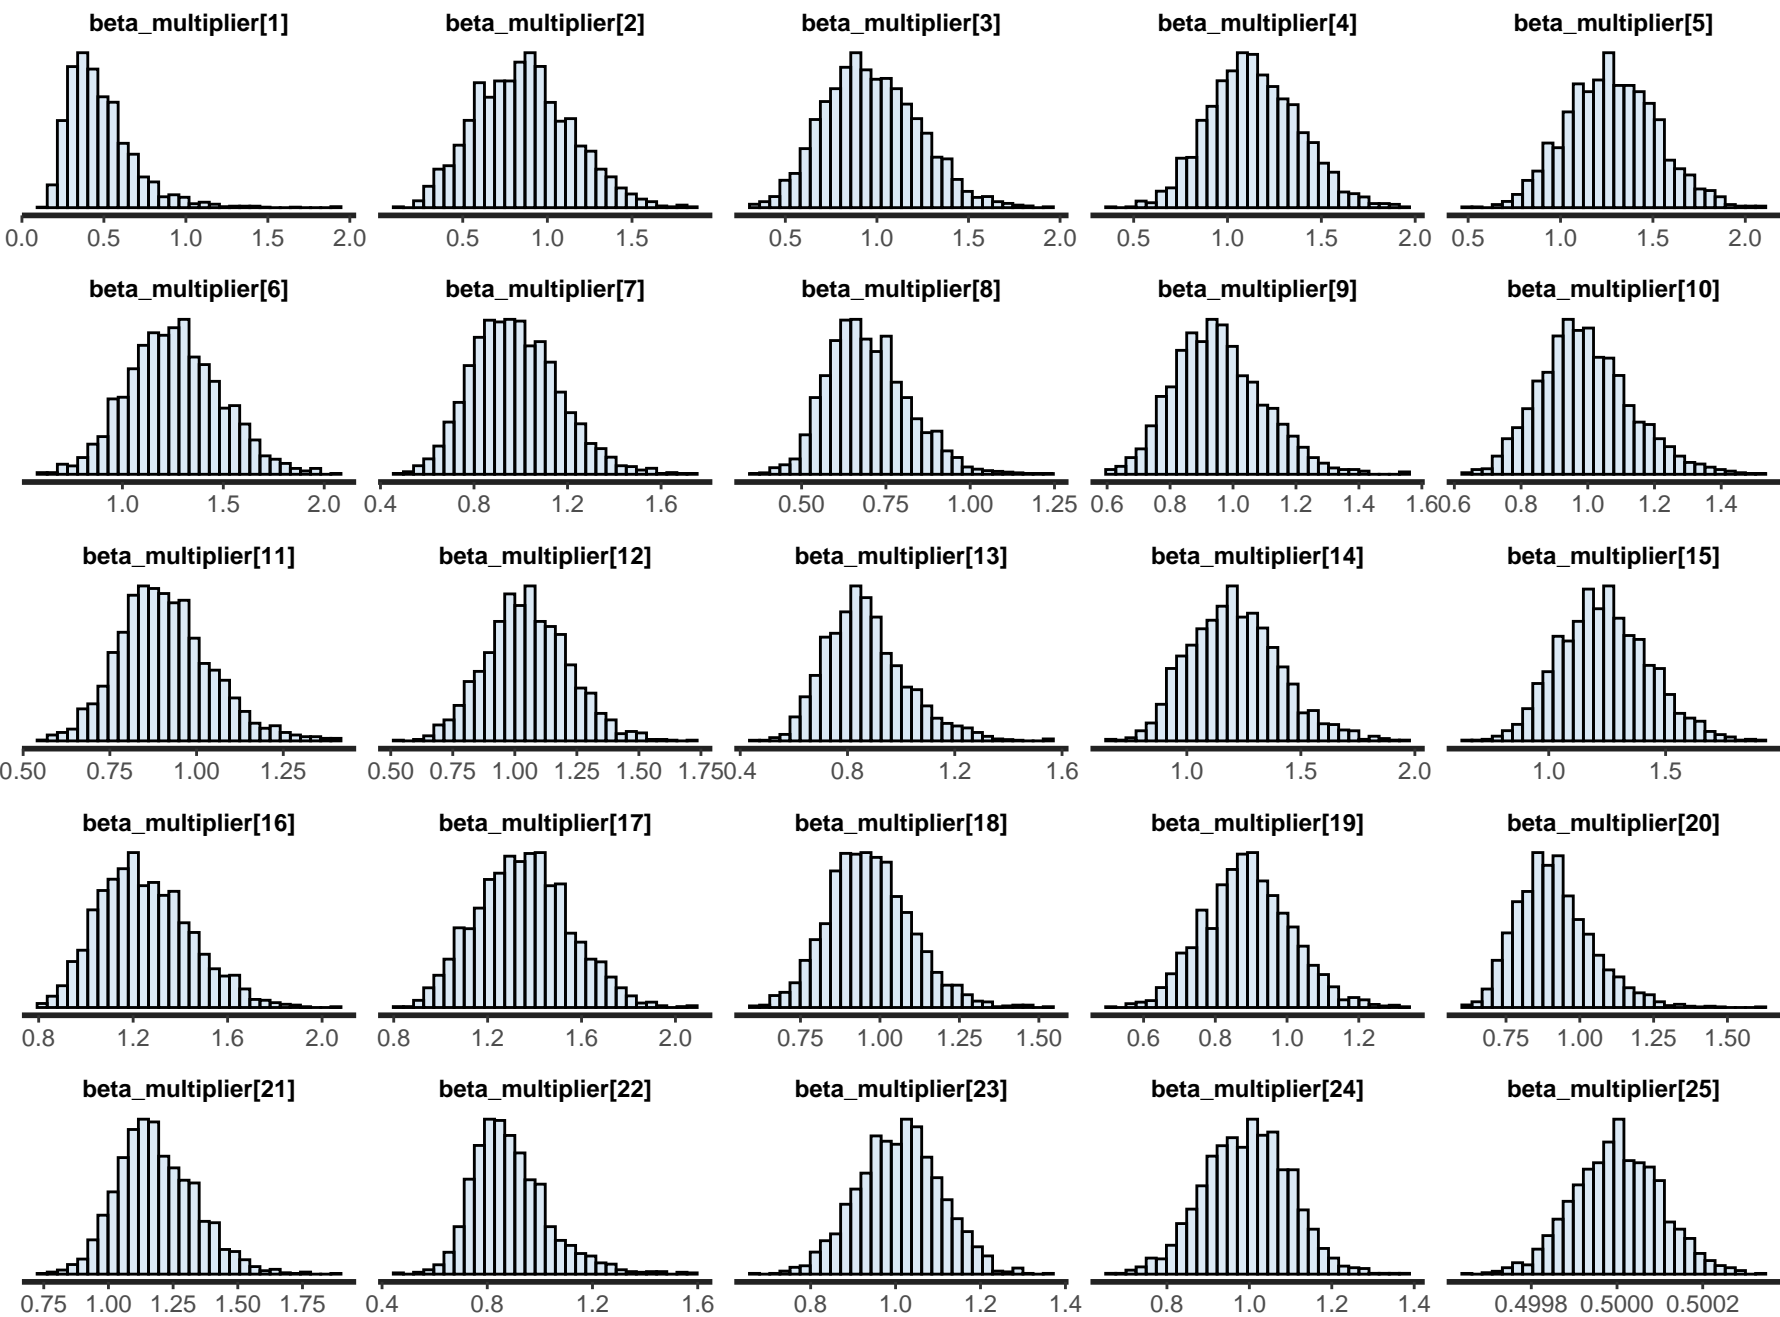 beta_multiplier[1] beta_multiplier[2] beta_multiplier[3] beta_multiplier[4] beta_multiplier[5]
0.0 0.5 1.0 1.5 2.0 0.5 1.0 1.5 0.5 1.0 1.5 2.0 0.5 1.0 1.5 2.0 0.5 1.0 1.5 2.0
beta_multiplier[6] beta_multiplier[7] beta_multiplier[8] beta_multiplier[9] beta_multiplier[10]
1.0 1.5 2.0 0.4 0.8 1.2 1.6 0.50 0.75 1.00 1.25 0.6 0.8 1.0 1.2 1.4 1.6 0.6 0.8 1.0 1.2 1.4
beta_multiplier[11] beta_multiplier[12] beta_multiplier[13] beta_multiplier[14] beta_multiplier[15]
0.50 0.75 1.00 1.25 0.50 0.75 1.00 1.25 1.50 1.75 0.4 0.8 1.2 1.6 1.0 1.5 2.0 1.0 1.5
beta_multiplier[16] beta_multiplier[17] beta_multiplier[18] beta_multiplier[19] beta_multiplier[20]
0.8 1.2 1.6 2.0 0.8 1.2 1.6 2.0 0.75 1.00 1.25 1.50 0.6 0.8 1.0 1.2 0.75 1.00 1.25 1.50
beta_multiplier[21] beta_multiplier[22] beta_multiplier[23] beta_multiplier[24] beta_multiplier[25]
0.75 1.00 1.25 1.50 1.75 0.4 0.8 1.2 1.6 0.8 1.0 1.2 1.4 0.8 1.0 1.2 1.4 0.4998 0.5000 0.5002